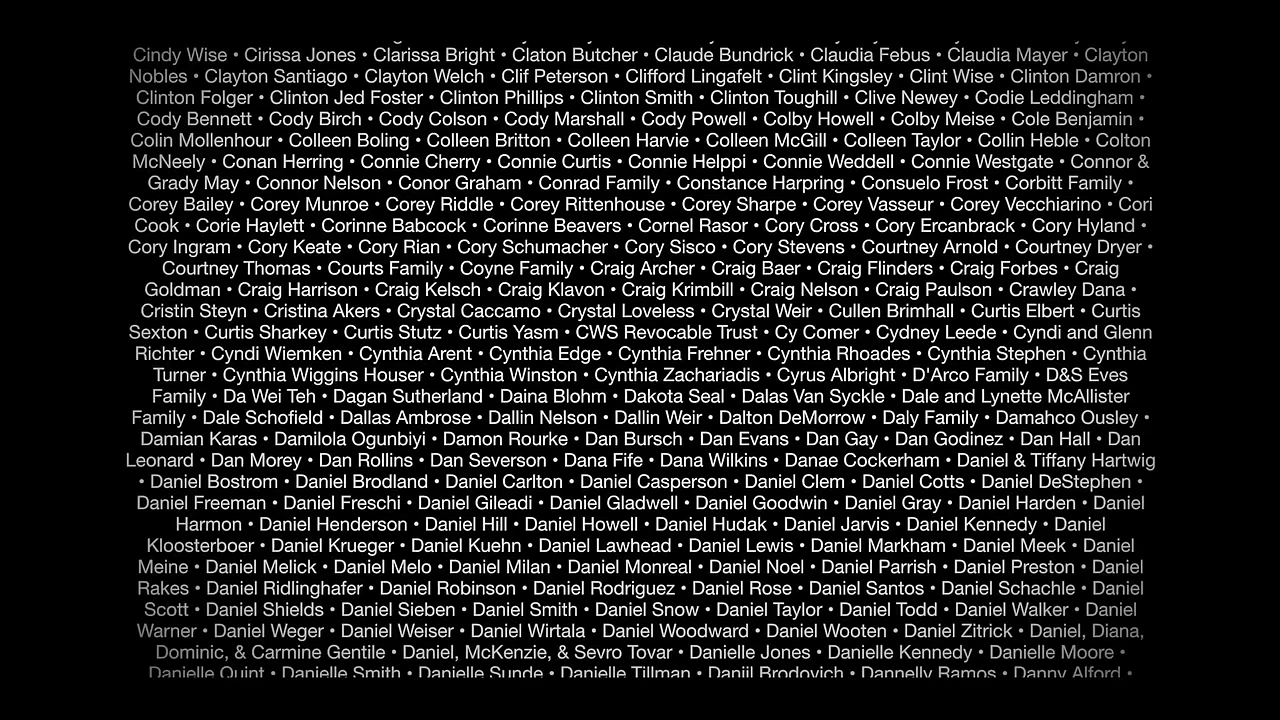 Cindy Wise • Cirissa Jones • Clarissa Bright • Claton Butcher • Claude Bundrick • Claudia Febus • Claudia Mayer • Clayton
Nobles • Clayton Santiago • Clayton Welch • Clif Peterson • Clifford Lingafelt • Clint Kingsley • Clint Wise • Clinton Damron •
Clinton Folger • Clinton Jed Foster • Clinton Phillips • Clinton Smith • Clinton Toughill • Clive Newey • Codie Leddingham •
Cody Bennett • Cody Birch • Cody Colson • Cody Marshall • Cody Powell • Colby Howell • Colby Meise • Cole Benjamin •
Colin Mollenhour • Colleen Boling • Colleen Britton • Colleen Harvie • Colleen McGill • Colleen Taylor • Collin Heble • Colton
McNeely • Conan Herring • Connie Cherry • Connie Curtis • Connie Helppi • Connie Weddell • Connie Westgate • Connor &
Grady May • Connor Nelson • Conor Graham • Conrad Family • Constance Harpring • Consuelo Frost • Corbitt Family •
Corey Bailey • Corey Munroe • Corey Riddle • Corey Rittenhouse • Corey Sharpe • Corey Vasseur • Corey Vecchiarino • Cori
Cook • Corie Haylett • Corinne Babcock • Corinne Beavers • Cornel Rasor • Cory Cross • Cory Ercanbrack • Cory Hyland •
Cory Ingram • Cory Keate • Cory Rian • Cory Schumacher • Cory Sisco • Cory Stevens • Courtney Arnold • Courtney Dryer •
Courtney Thomas • Courts Family • Coyne Family • Craig Archer • Craig Baer • Craig Flinders • Craig Forbes • Craig
Goldman • Craig Harrison • Craig Kelsch • Craig Klavon • Craig Krimbill • Craig Nelson • Craig Paulson • Crawley Dana •
Cristin Steyn • Cristina Akers • Crystal Caccamo • Crystal Loveless • Crystal Weir • Cullen Brimhall • Curtis Elbert • Curtis
Sexton • Curtis Sharkey • Curtis Stutz • Curtis Yasm • CWS Revocable Trust • Cy Comer • Cydney Leede • Cyndi and Glenn
Richter • Cyndi Wiemken • Cynthia Arent • Cynthia Edge • Cynthia Frehner • Cynthia Rhoades • Cynthia Stephen • Cynthia
Turner • Cynthia Wiggins Houser • Cynthia Winston • Cynthia Zachariadis • Cyrus Albright • D'Arco Family • D&S Eves
Family • Da Wei Teh • Dagan Sutherland • Daina Blohm • Dakota Seal • Dalas Van Syckle • Dale and Lynette McAllister
Family • Dale Schofield • Dallas Ambrose • Dallin Nelson • Dallin Weir • Dalton DeMorrow • Daly Family • Damahco Ousley •
Damian Karas • Damilola Ogunbiyi • Damon Rourke • Dan Bursch • Dan Evans • Dan Gay • Dan Godinez • Dan Hall • Dan
Leonard • Dan Morey • Dan Rollins • Dan Severson • Dana Fife • Dana Wilkins • Danae Cockerham • Daniel & Tiffany Hartwig
• Daniel Bostrom • Daniel Brodland • Daniel Carlton • Daniel Casperson • Daniel Clem • Daniel Cotts • Daniel DeStephen •
Daniel Freeman • Daniel Freschi • Daniel Gileadi • Daniel Gladwell • Daniel Goodwin • Daniel Gray • Daniel Harden • Daniel
Harmon • Daniel Henderson • Daniel Hill • Daniel Howell • Daniel Hudak • Daniel Jarvis • Daniel Kennedy • Daniel
Kloosterboer • Daniel Krueger • Daniel Kuehn • Daniel Lawhead • Daniel Lewis • Daniel Markham • Daniel Meek • Daniel
Meine • Daniel Melick • Daniel Melo • Daniel Milan • Daniel Monreal • Daniel Noel • Daniel Parrish • Daniel Preston • Daniel
Rakes • Daniel Ridlinghafer • Daniel Robinson • Daniel Rodriguez • Daniel Rose • Daniel Santos • Daniel Schachle • Daniel
Scott • Daniel Shields • Daniel Sieben • Daniel Smith • Daniel Snow • Daniel Taylor • Daniel Todd • Daniel Walker • Daniel
Warner • Daniel Weger • Daniel Weiser • Daniel Wirtala • Daniel Woodward • Daniel Wooten • Daniel Zitrick • Daniel, Diana,
Dominic, & Carmine Gentile • Daniel, McKenzie, & Sevro Tovar • Danielle Jones • Danielle Kennedy • Danielle Moore •
Danielle Quint • Danielle Smith • Danielle Sunde • Danielle Tillman • Daniil Brodovich • Dannelly Ramos • Danny Alford •